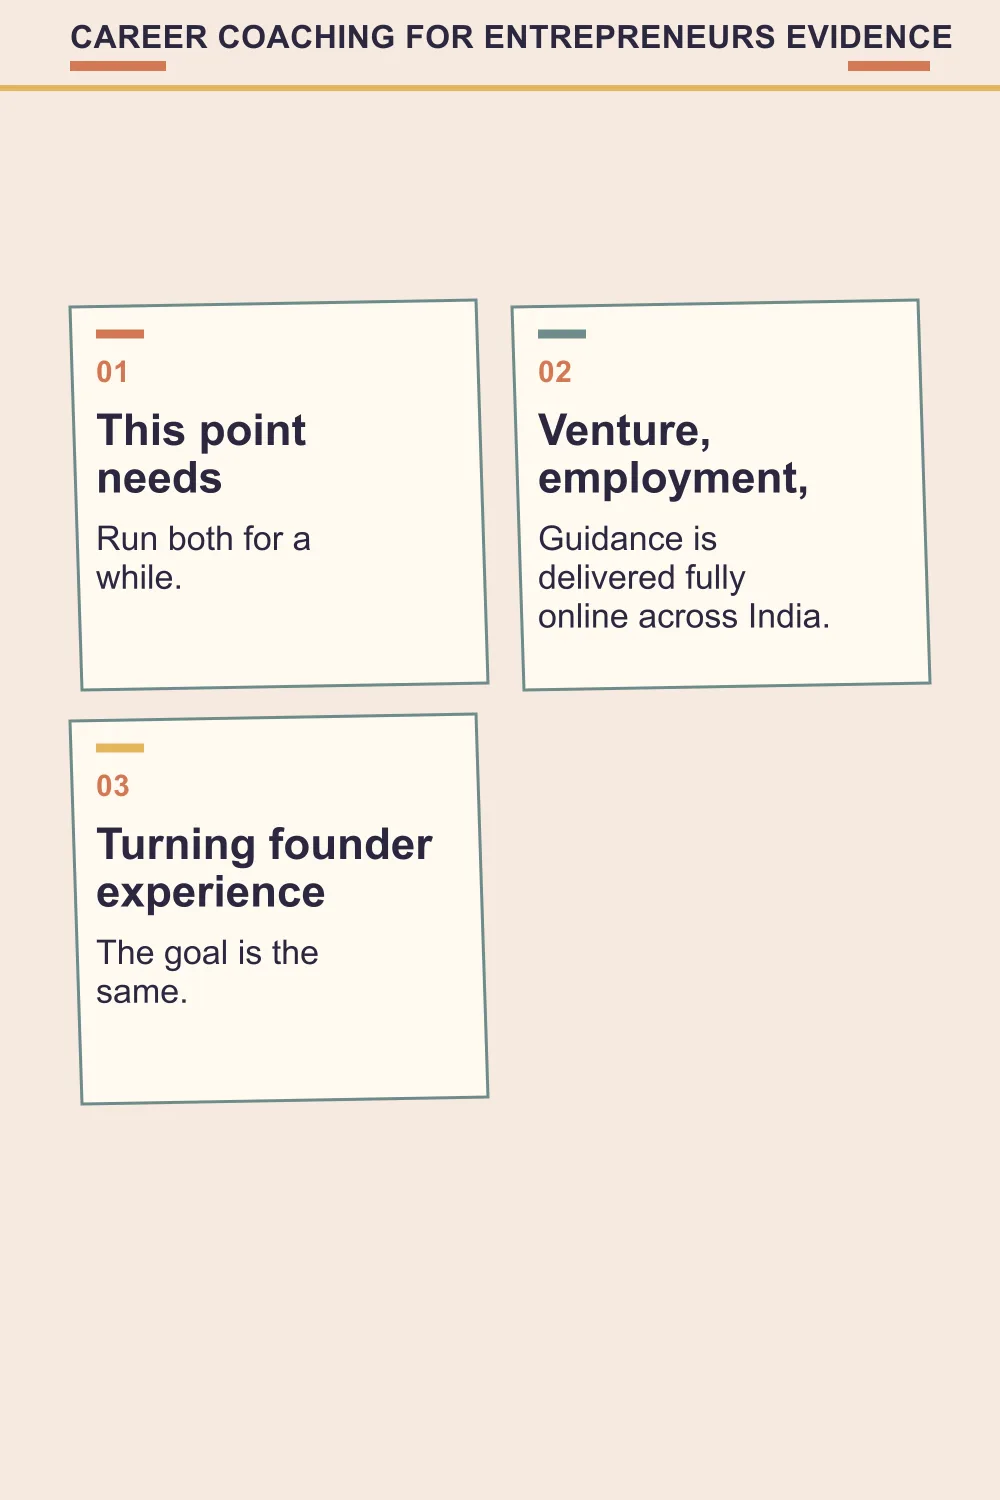 CAREER COACHING FOR ENTREPRENEURS EVIDENCE
01
This point
needs
Run both for a
while.
02
Venture,
employment,
Guidance is
delivered fully
online across India.
03
Turning founder
experience
The goal is the
same.